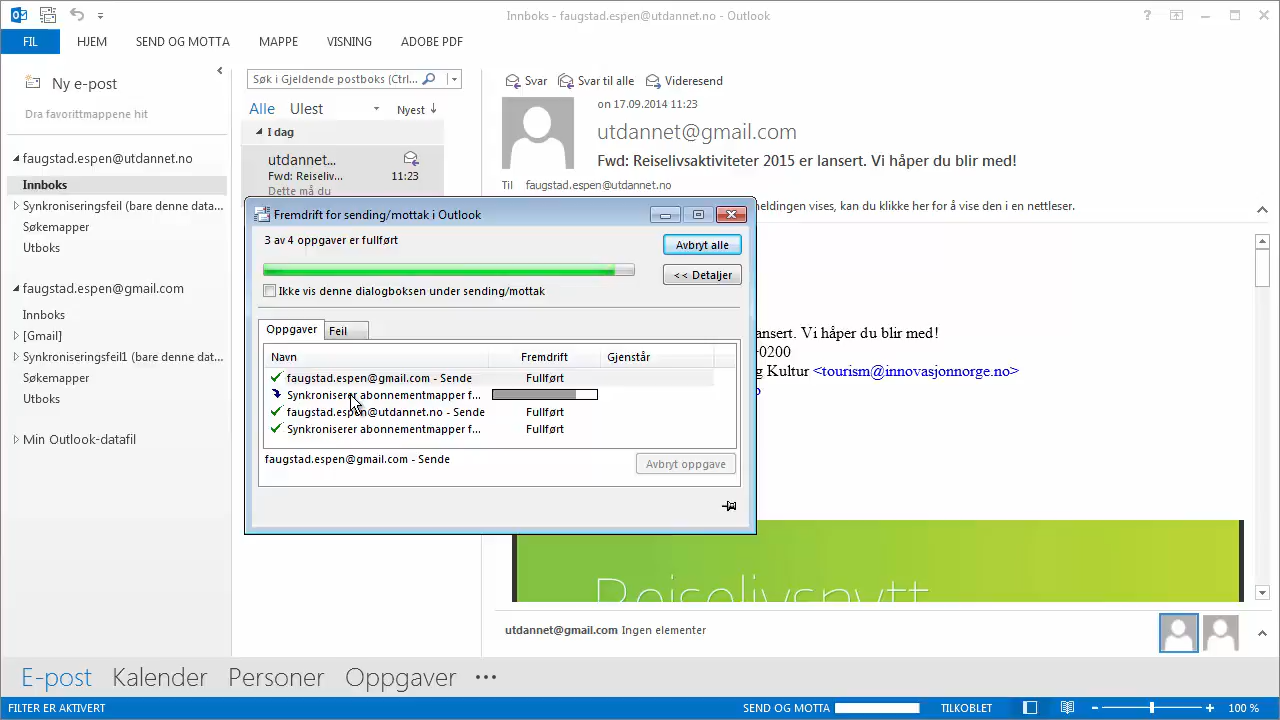 Innboks - faugstad.espen@utdannet.no - Outlook
FIL HJEM SEND OG MOTTA MAPPE VISNING ADOBE PDF
Ny e-post
Dra favorittmappene hit
faugstad.espen@utdannet.no
Innboks
Synkroniseringsfeil (bare denne data...
Søkemapper
Utboks
faugstad.espen@gmail.com
Innboks
[Gmail]
Synkroniseringsfeil1 (bare denne dat...
Søkemapper
Utboks
Min Outlook-datafil
Søk i Gjeldende postboks (Ctrl...
Alle Ulest Nyest
I dag
utdannet...
Fwd: Reiseliv... 11:23
Dette må du
Svar Svar til alle Videresend
on 17.09.2014 11:23
utdannet@gmail.com
Fwd: Reiselivsaktiviteter 2015 er lansert. Vi håper du blir med!
Til faugstad.espen@utdannet.no
meldingen vises, kan du klikke her for å vise den i en nettleser.
ansert. Vi håper du blir med!
+0200
g Kultur <tourism@innovasjonnorge.no>
Reiselivsnytt
utdannet@gmail.com Ingen elementer
Fremdrift for sending/mottak i Outlook
3 av 4 oppgaver er fullført
Avbryt alle
<< Detaljer
Ikke vis denne dialogboksen under sending/mottak
Oppgaver Feil
Navn Fremdrift Gjenstår
faugstad.espen@gmail.com - Sende Fullført
Synkroniserer abonnementmapper f...
faugstad.espen@utdannet.no - Sende Fullført
Synkroniserer abonnementmapper f... Fullført
faugstad.espen@gmail.com - Sende
Avbryt oppgave
E-post Kalender Personer Oppgaver •••
FILTER ER AKTIVERT SEND OG MOTTA TILKOBLET 100 %